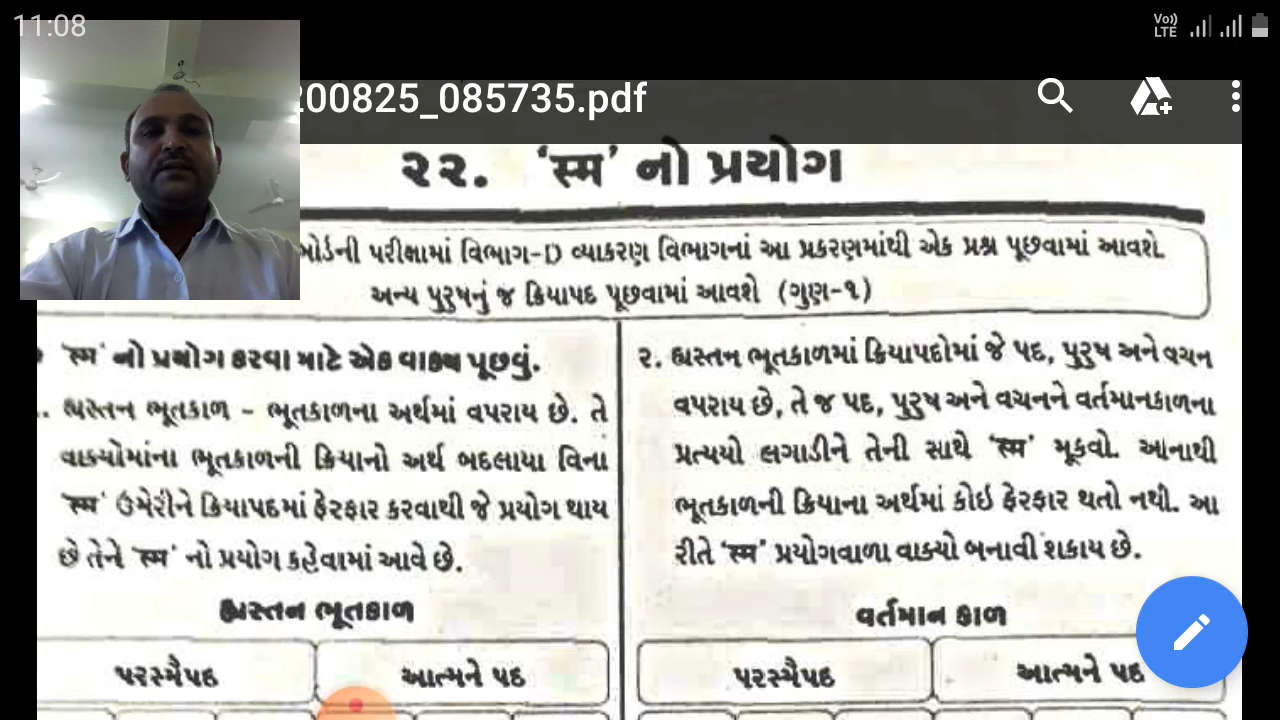 11:08
Vo)) LTE
200825_085735.pdf
૨૨. ‘સ્મ’ નો પ્રયોગ
બોર્ડની પરીક્ષામાં વિભાગ-D વ્યાકરણ વિભાગનાં આ પ્રકરણમાંથી એક પ્રશ્ન પૂછવામાં આવશે.
અન્ય પુરુષનું જ ક્રિયાપદ પૂછવામાં આવશે (ગુણ-૧)
‘स्म’ નો પ્રયોગ કરવા માટે એક વાક્ય પૂછવું.
હ્યસ્તન ભૂતકાળ - ભૂતકાળના અર્થમાં વપરાય છે. તે
વાક્યોમાંના ભૂતકાળની ક્રિયાનો અર્થ બદલાયા વિના
‘स्म’ ઉમેરીને ક્રિયાપદમાં ફેરફાર કરવાથી જે પ્રયોગ થાય
છે તેને ‘स्म’ નો પ્રયોગ કહેવામાં આવે છે.
હ્યસ્તન ભૂતકાળ
પરસ્મૈપદ આત્મને પદ
૨. હ્યસ્તન ભૂતકાળમાં ક્રિયાપદોમાં જે પદ, પુરુષ અને વચન
વપરાય છે, તે જ પદ, પુરુષ અને વચનને વર્તમાનકાળના
પ્રત્યયો લગાડીને તેની સાથે ‘स्म’ મૂકવો. આનાથી
ભૂતકાળની ક્રિયાના અર્થમાં કોઇ ફેરફાર થતો નથી. આ
રીતે ‘स्म’ પ્રયોગવાળા વાક્યો બનાવી શકાય છે.
વર્તમાન કાળ
પરસ્મૈપદ આત્મને પદ